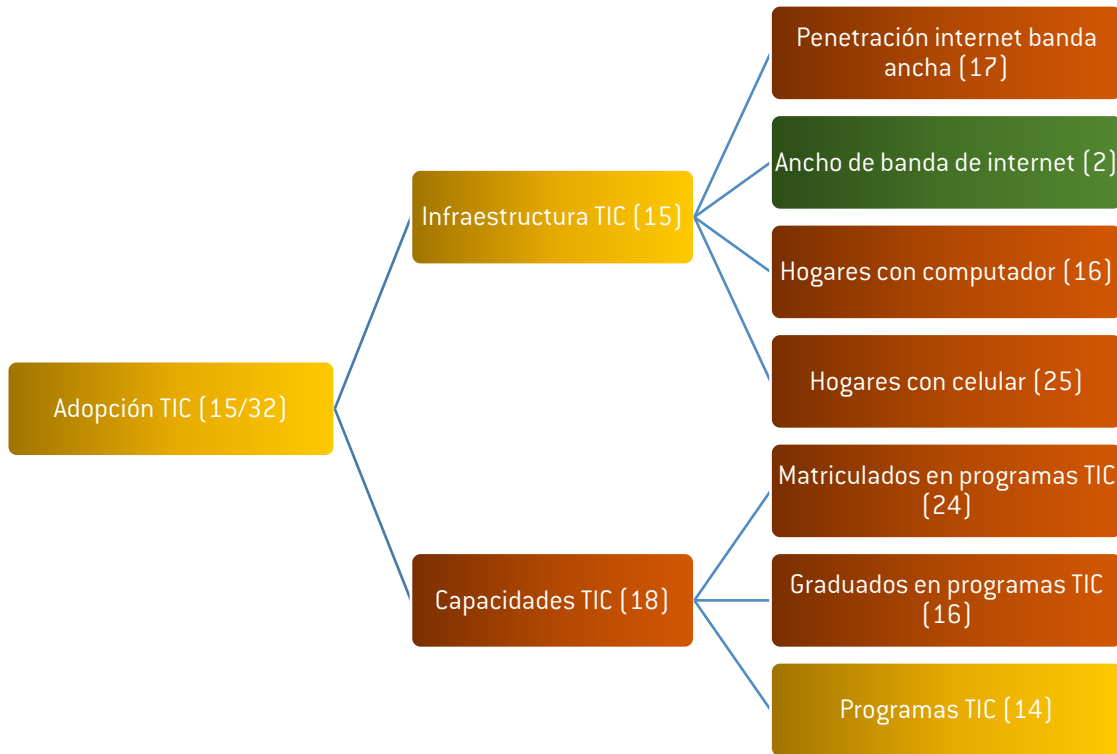 Adopción TIC (15/32)
Infraestructura TIC (15)
Penetración internet banda
ancha (17)
Ancho de banda de internet (2)
Hogares con computador (16)
Hogares con celular (25)
Capacidades TIC (18)
Matriculados en programas TIC
(24)
Graduados en programas TIC
(16)
Programas TIC (14)